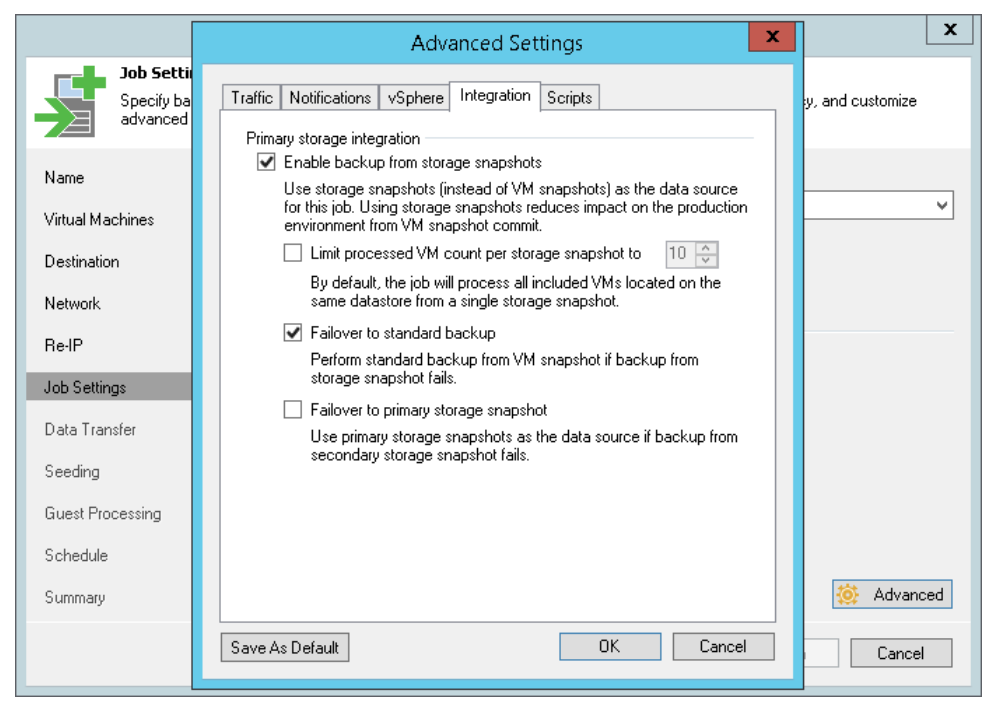 Advanced Settings
x
x
Job Setti
Specify ba
advanced
y, and customize
Name
Virtual Machines
Destination
Network
Re-IP
Job Settings
Data Transfer
Seeding
Guest Processing
Schedule
Summary
Traffic Notifications vSphere Integration Scripts
Primary storage integration
Enable backup from storage snapshots
Use storage snapshots (instead of VM snapshots) as the data source
for this job. Using storage snapshots reduces impact on the production
environment from VM snapshot commit.
Limit processed VM count per storage snapshot to 10
By default, the job will process all included VMs located on the
same datastore from a single storage snapshot.
Failover to standard backup
Perform standard backup from VM snapshot if backup from
storage snapshot fails.
Failover to primary storage snapshot
Use primary storage snapshots as the data source if backup from
secondary storage snapshot fails.
Save As Default OK Cancel
Advanced
Cancel